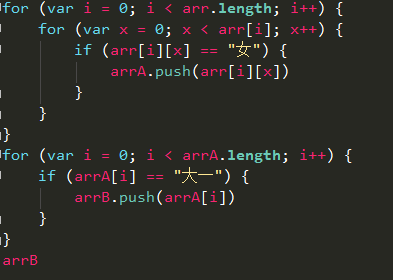 for (var i = 0; i < arr.length; i++) {
    for (var x = 0; x < arr[i]; x++) {
        if (arr[i][x] == "女") {
            arrA.push(arr[i][x])
        }
    }
}
for (var i = 0; i < arrA.length; i++) {
    if (arrA[i] == "大一") {
        arrB.push(arrA[i])
    }
}
arrB